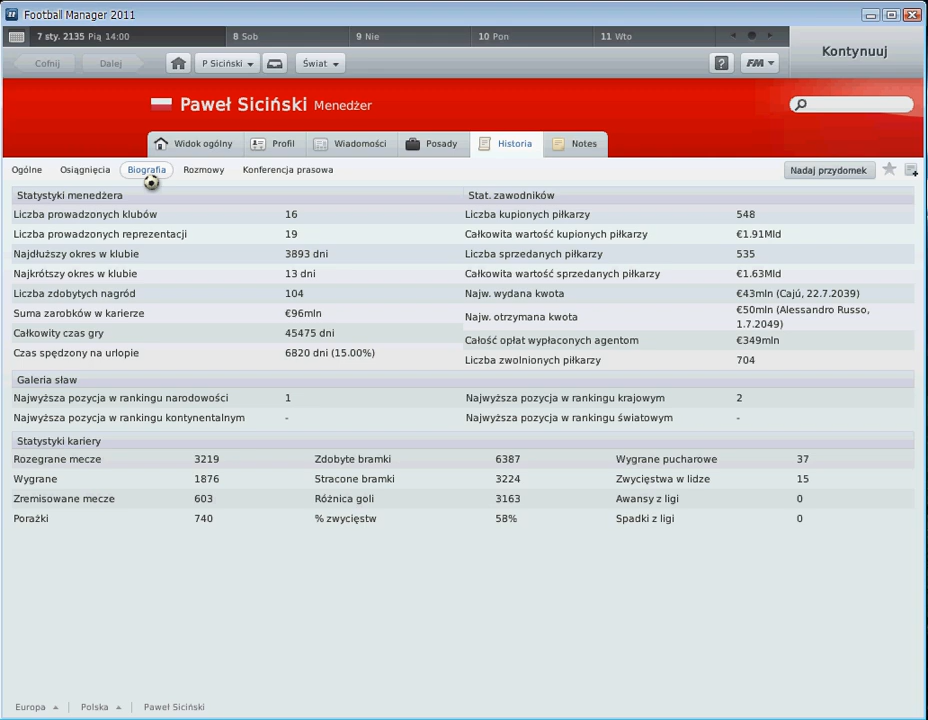 Football Manager 2011
7 sty. 2135 Pią 14:00 8 Sob 9 Nie 10 Pon 11 Wto
Kontynuuj
Cofnij Dalej P Siciński Świat ? FM
Paweł Siciński Menedżer
Widok ogólny Profil Wiadomości Posady Historia Notes
Ogólne Osiągnięcia Biografia Rozmowy Konferencja prasowa Nadaj przydomek
Statystyki menedżera Stat. zawodników
Liczba prowadzonych klubów 16 Liczba kupionych piłkarzy 548
Liczba prowadzonych reprezentacji 19 Całkowita wartość kupionych piłkarzy €1.91Mld
Najdłuższy okres w klubie 3893 dni Liczba sprzedanych piłkarzy 535
Najkrótszy okres w klubie 13 dni Całkowita wartość sprzedanych piłkarzy €1.63Mld
Liczba zdobytych nagród 104 Najw. wydana kwota €43mln (Cajú, 22.7.2039)
Suma zarobków w karierze €96mln Najw. otrzymana kwota €50mln (Alessandro Russo,
1.7.2049)
Całkowity czas gry 45475 dni Całość opłat wypłaconych agentom €349mln
Czas spędzony na urlopie 6820 dni (15.00%) Liczba zwolnionych piłkarzy 704
Galeria sław
Najwyższa pozycja w rankingu narodowości 1 Najwyższa pozycja w rankingu krajowym 2
Najwyższa pozycja w rankingu kontynentalnym - Najwyższa pozycja w rankingu światowym -
Statystyki kariery
Rozegrane mecze 3219 Zdobyte bramki 6387 Wygrane pucharowe 37
Wygrane 1876 Stracone bramki 3224 Zwycięstwa w lidze 15
Zremisowane mecze 603 Różnica goli 3163 Awansy z ligi 0
Porażki 740 % zwycięstw 58% Spadki z ligi 0
Europa Polska Paweł Siciński